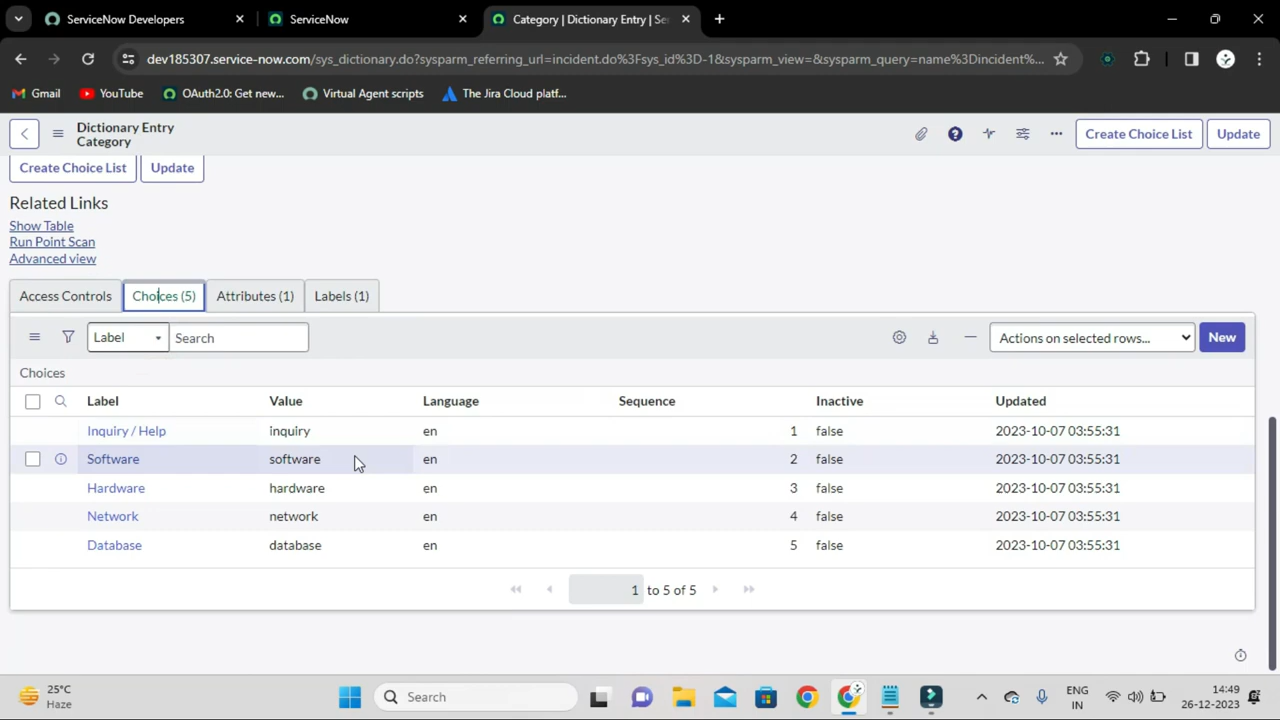 ServiceNow Developers
ServiceNow
Category | Dictionary Entry | Se
dev185307.service-now.com/sys_dictionary.do?sysparm_referring_url=incident.do%3Fsys_id%3D-1&sysparm_view=&sysparm_query=name%3Dincident%...
Gmail
YouTube
OAuth2.0: Get new...
Virtual Agent scripts
The Jira Cloud platf...
Dictionary Entry
Category
Create Choice List
Update
Create Choice List
Update
Related Links
Show Table
Run Point Scan
Advanced view
Access Controls
Choices (5)
Attributes (1)
Labels (1)
Label
Search
Actions on selected rows...
New
Choices
Label Value Language Sequence Inactive Updated
Inquiry / Help inquiry en 1 false 2023-10-07 03:55:31
Software software en 2 false 2023-10-07 03:55:31
Hardware hardware en 3 false 2023-10-07 03:55:31
Network network en 4 false 2023-10-07 03:55:31
Database database en 5 false 2023-10-07 03:55:31
1 to 5 of 5
25°C
Haze
Search
ENG
IN
14:49
26-12-2023